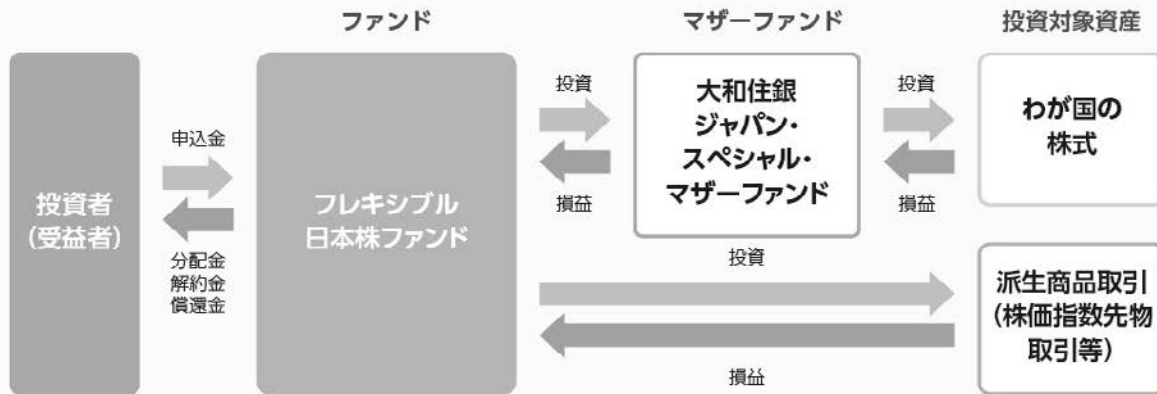 ファンド
マザーファンド
投資対象資産
投資者
(受益者)
申込金
分配金
解約金
償還金
フレキシブル
日本株ファンド
投資
損益
大和住銀
ジャパン・
スペシャル・
マザーファンド
投資
損益
わが国の
株式
投資
損益
派生商品取引
(株価指数先物
取引等)